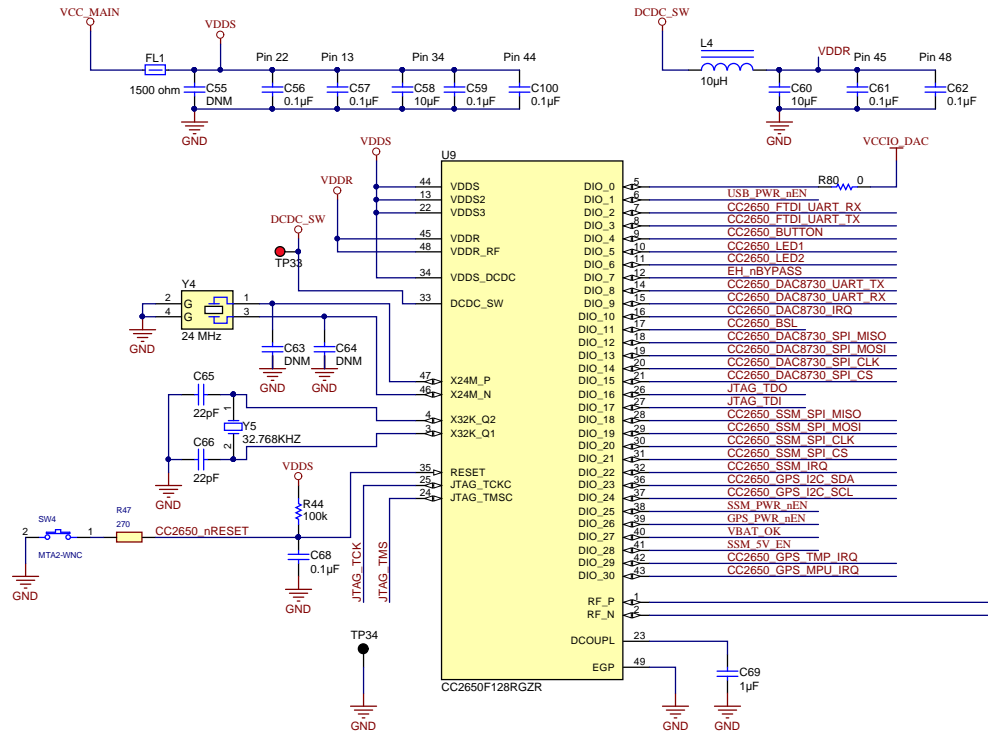 VCC_MAIN
DCDC_SW
VDDS
FL1
Pin 22
Pin 13
Pin 34
Pin 44
L4
VDDR
Pin 45
Pin 48
1500 ohm
C55
DNM
C56
0.1µF
C57
0.1µF
C58
10µF
C59
0.1µF
C100
0.1µF
10µH
C60
10µF
C61
0.1µF
C62
0.1µF
GND
GND
VDDS
U9
VCCIO_DAC
VDDR
DCDC_SW
TP33
44 VDDS
13 VDDS2
22 VDDS3
45 VDDR
48 VDDR_RF
34 VDDS_DCDC
33 DCDC_SW
47 X24M_P
46 X24M_N
4 X32K_Q2
3 X32K_Q1
35 RESET
25 JTAG_TCKC
24 JTAG_TMSC
DIO_0 5 R80 0
DIO_1 6 USB_PWR_nEN
DIO_2 7 CC2650_FTDI_UART_RX
DIO_3 8 CC2650_FTDI_UART_TX
DIO_4 9 CC2650_BUTTON
DIO_5 10 CC2650_LED1
DIO_6 11 CC2650_LED2
DIO_7 12 EH_nBYPASS
DIO_8 14 CC2650_DAC8730_UART_TX
DIO_9 15 CC2650_DAC8730_UART_RX
DIO_10 16 CC2650_DAC8730_IRQ
DIO_11 17 CC2650_BSL
DIO_12 18 CC2650_DAC8730_SPI_MISO
DIO_13 19 CC2650_DAC8730_SPI_MOSI
DIO_14 20 CC2650_DAC8730_SPI_CLK
DIO_15 21 CC2650_DAC8730_SPI_CS
DIO_16 26 JTAG_TDO
DIO_17 27 JTAG_TDI
DIO_18 28 CC2650_SSM_SPI_MISO
DIO_19 29 CC2650_SSM_SPI_MOSI
DIO_20 30 CC2650_SSM_SPI_CLK
DIO_21 31 CC2650_SSM_SPI_CS
DIO_22 32 CC2650_SSM_IRQ
DIO_23 36 CC2650_GPS_I2C_SDA
DIO_24 37 CC2650_GPS_I2C_SCL
DIO_25 38 SSM_PWR_nEN
DIO_26 39 GPS_PWR_nEN
DIO_27 40 VBAT_OK
DIO_28 41 SSM_5V_EN
DIO_29 42 CC2650_GPS_TMP_IRQ
DIO_30 43 CC2650_GPS_MPU_IRQ
RF_P 1
RF_N 2
DCOUPL 23
EGP 49
CC2650F128RGZR
Y4
2 G 1
4 G 3
24 MHz
GND
C63
DNM
C64
DNM
GND
GND
C65
22pF
1
Y5
2
32.768KHZ
C66
22pF
GND
VDDS
R44
100k
SW4
2
1
MTA2-WNC
R47
270
CC2650_nRESET
C68
0.1µF
GND
GND
JTAG_TCK
JTAG_TMS
TP34
GND
C69
1µF
GND
GND